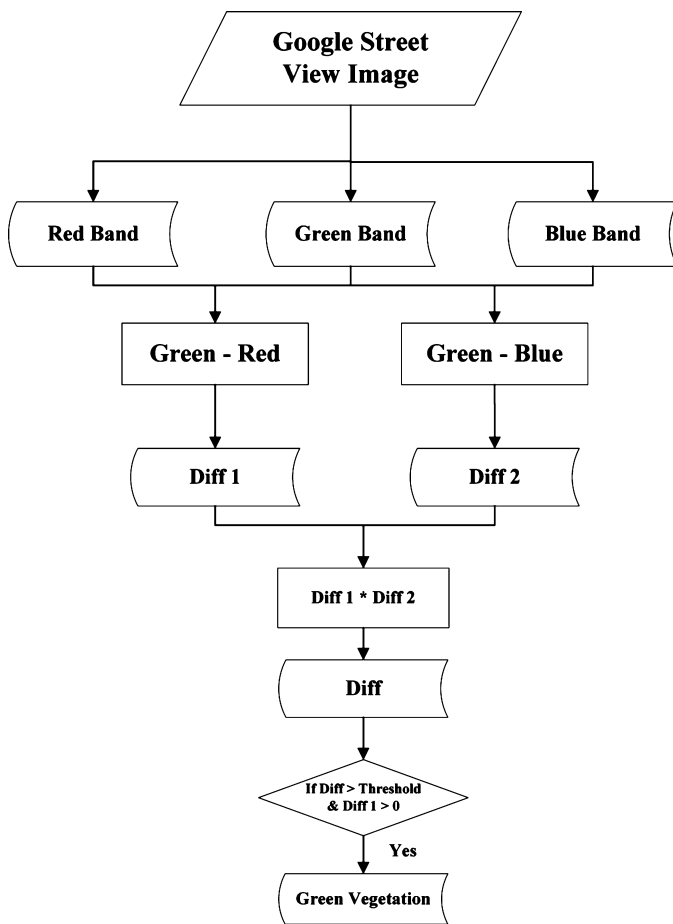 Google Street
View Image
Red Band
Green Band
Blue Band
Green - Red
Green - Blue
Diff 1
Diff 2
Diff 1 * Diff 2
Diff
If Diff > Threshold
& Diff 1 > 0
Yes
Green Vegetation